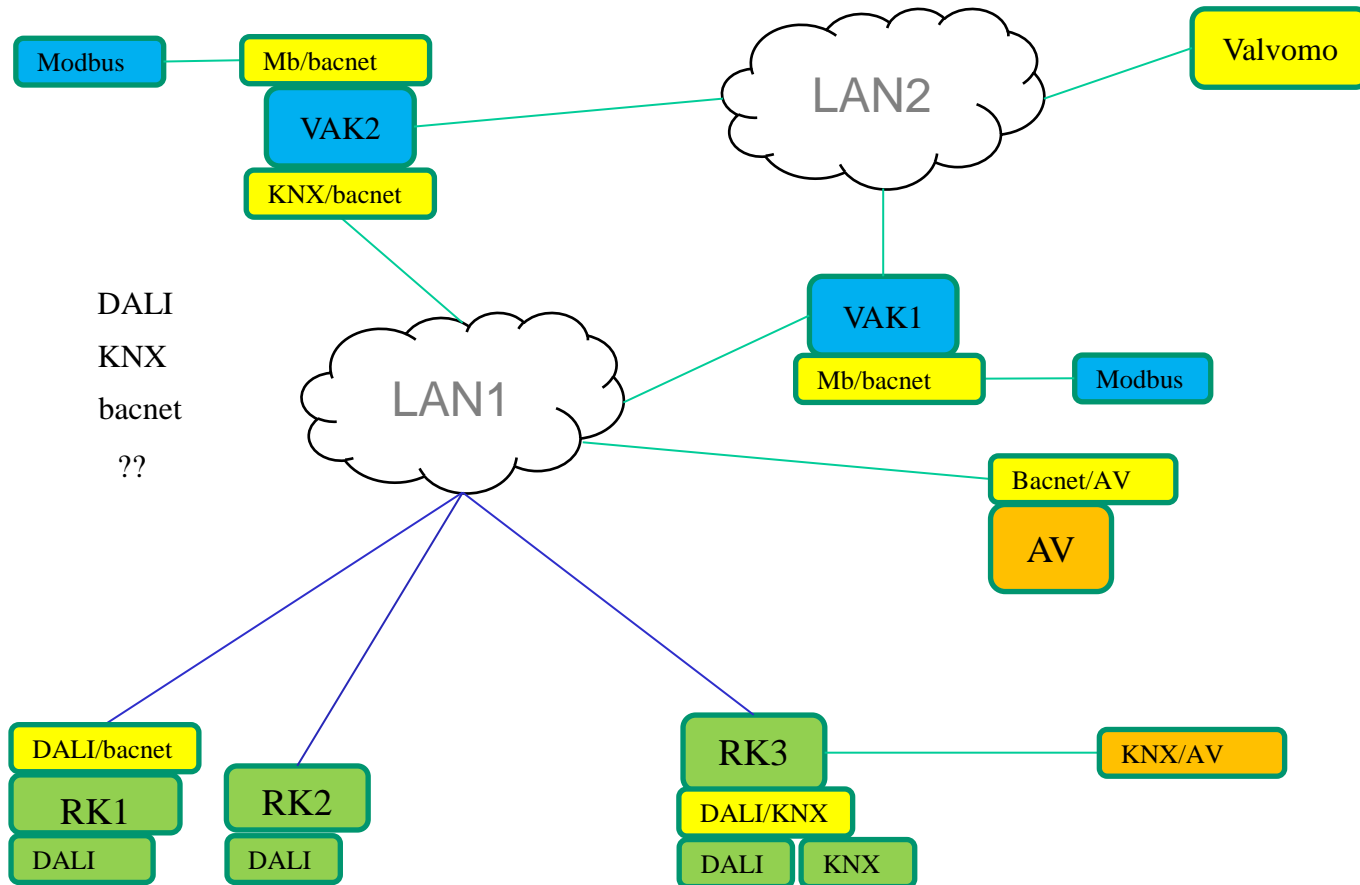 Modbus
Mb/bacnet
VAK2
KNX/bacnet
LAN2
Valvomo
DALI
KNX
bacnet
??
LAN1
VAK1
Mb/bacnet
Modbus
Bacnet/AV
AV
DALI/bacnet
RK1
DALI
RK2
DALI
RK3
DALI/KNX
DALI
KNX
KNX/AV